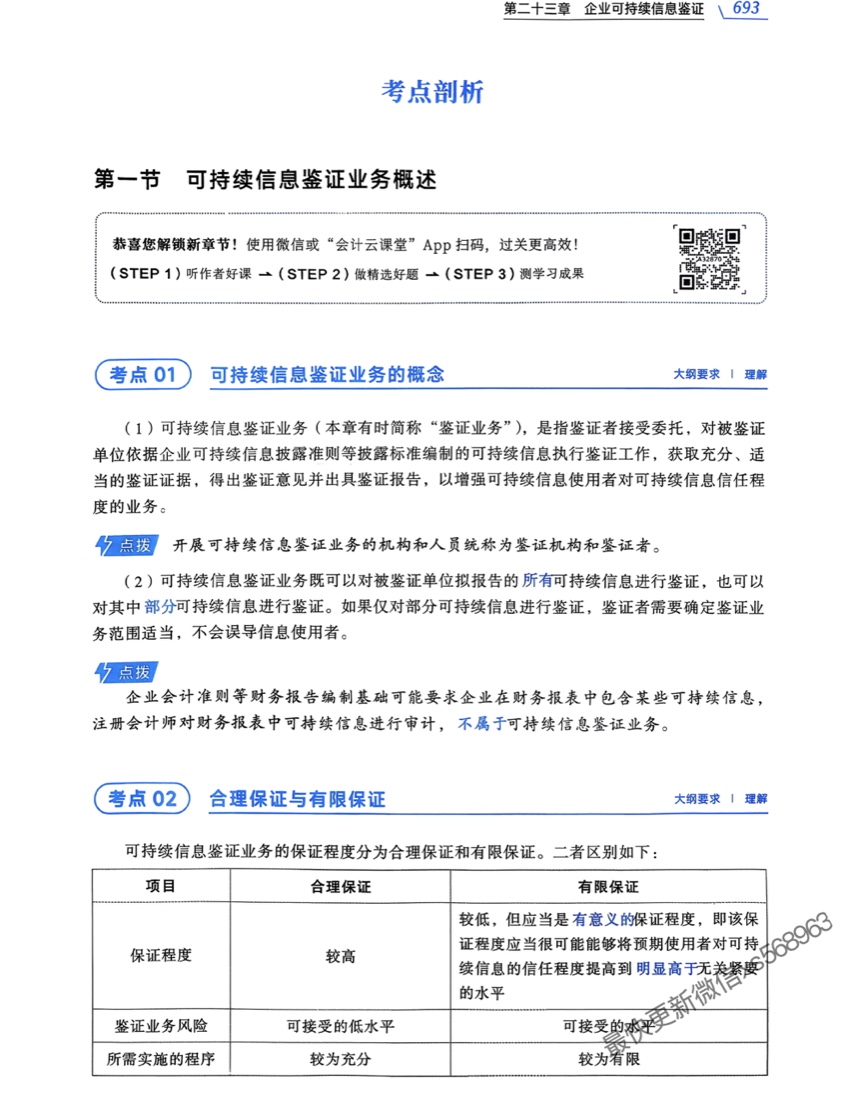 第二十三章 企业可持续信息鉴证 693
考点剖析
第一节 可持续信息鉴证业务概述
恭喜您解锁新章节！使用微信或“会计云课堂”App 扫码，过关更高效！
（STEP 1）听作者好课 → （STEP 2）做精选好题 → （STEP 3）测学习成果
A32870
考点 01 可持续信息鉴证业务的概念 大纲要求 | 理解
（1）可持续信息鉴证业务（本章有时简称“鉴证业务”），是指鉴证者接受委托，对被鉴证
单位依据企业可持续信息披露准则等披露标准编制的可持续信息执行鉴证工作，获取充分、适
当的鉴证证据，得出鉴证意见并出具鉴证报告，以增强可持续信息使用者对可持续信息信任程
度的业务。
点拨 开展可持续信息鉴证业务的机构和人员统称为鉴证机构和鉴证者。
（2）可持续信息鉴证业务既可以对被鉴证单位拟报告的所有可持续信息进行鉴证，也可以
对其中部分可持续信息进行鉴证。如果仅对部分可持续信息进行鉴证，鉴证者需要确定鉴证业
务范围适当，不会误导信息使用者。
点拨
企业会计准则等财务报告编制基础可能要求企业在财务报表中包含某些可持续信息，
注册会计师对财务报表中可持续信息进行审计，不属于可持续信息鉴证业务。
考点 02 合理保证与有限保证 大纲要求 | 理解
可持续信息鉴证业务的保证程度分为合理保证和有限保证。二者区别如下：
项目 合理保证 有限保证
保证程度 较高 较低，但应当是有意义的保证程度，即该保
证程度应当很可能能够将预期使用者对可持
续信息的信任程度提高到明显高于无关紧要
的水平
鉴证业务风险 可接受的低水平 可接受的水平
所需实施的程序 较为充分 较为有限